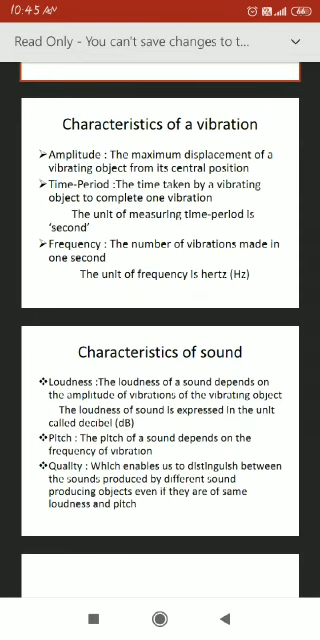 10:45 AM
66
Read Only - You can't save changes to t...
Characteristics of a vibration
➢Amplitude : The maximum displacement of a
vibrating object from its central position
➢Time-Period :The time taken by a vibrating
object to complete one vibration
The unit of measuring time-period is
‘second’
➢Frequency : The number of vibrations made in
one second
The unit of frequency is hertz (Hz)
Characteristics of sound
❖Loudness :The loudness of a sound depends on
the amplitude of vibrations of the vibrating object
The loudness of sound is expressed in the unit
called decibel (dB)
❖Pitch : The pitch of a sound depends on the
frequency of vibration
❖Quality : Which enables us to distinguish between
the sounds produced by different sound
producing objects even if they are of same
loudness and pitch